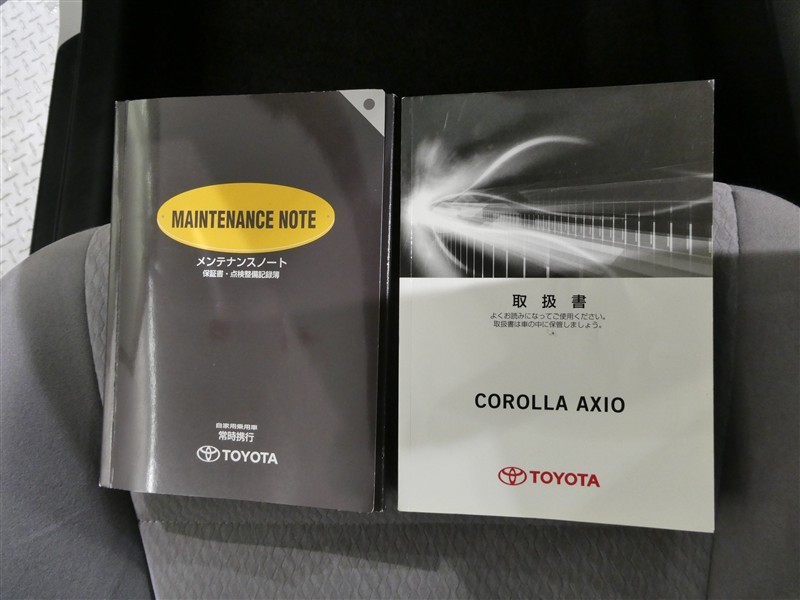 MAINTENANCE NOTE
メンテナンスノート
保証書・点検整備記録簿
自家用乗用車
常時携行
TOYOTA
取扱書
よくお読みになってご使用ください。
取扱書は車の中に保管しましょう。
COROLLA AXIO
TOYOTA